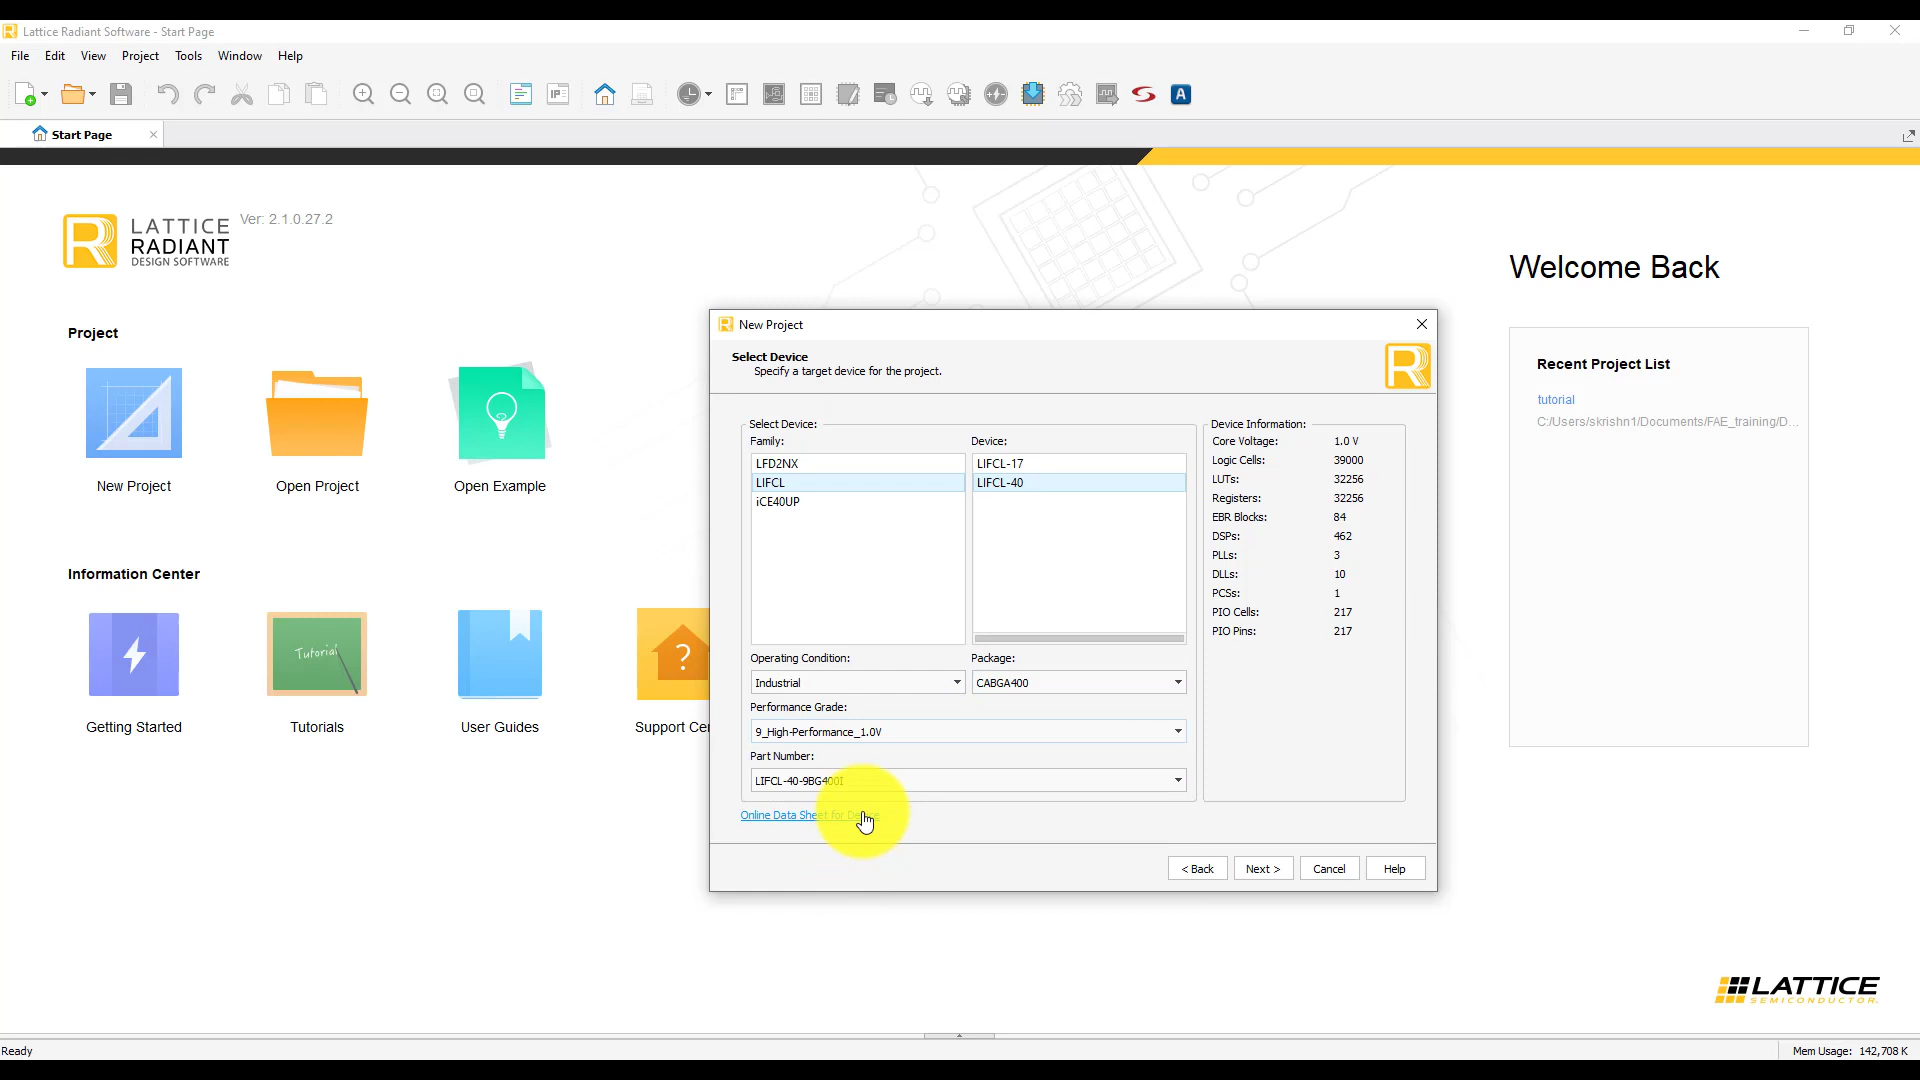 Lattice Radiant Software - Start Page
File Edit View Project Tools Window Help
Start Page
LATTICE RADIANT DESIGN SOFTWARE
Ver: 2.1.0.27.2
Project
New Project
Open Project
Open Example
Information Center
Tutorial
Getting Started
Tutorials
User Guides
?
Support Ce
New Project
Select Device
Specify a target device for the project.
Select Device:
Family:
LFD2NX
LIFCL
iCE40UP
Device:
LIFCL-17
LIFCL-40
Operating Condition:
Industrial
Package:
CABGA400
Performance Grade:
9_High-Performance_1.0V
Part Number:
LIFCL-40-9BG400I
Online Data Sheet for Device
Device Information:
Core Voltage: 1.0 V
Logic Cells: 39000
LUTs: 32256
Registers: 32256
EBR Blocks: 84
DSPs: 462
PLLs: 3
DLLs: 10
PCSs: 1
PIO Cells: 217
PIO Pins: 217
< Back
Next >
Cancel
Help
Welcome Back
Recent Project List
tutorial
C:/Users/skrishn1/Documents/FAE_training/D...
LATTICE
SEMICONDUCTOR.
Ready
Mem Usage: 142,708 K